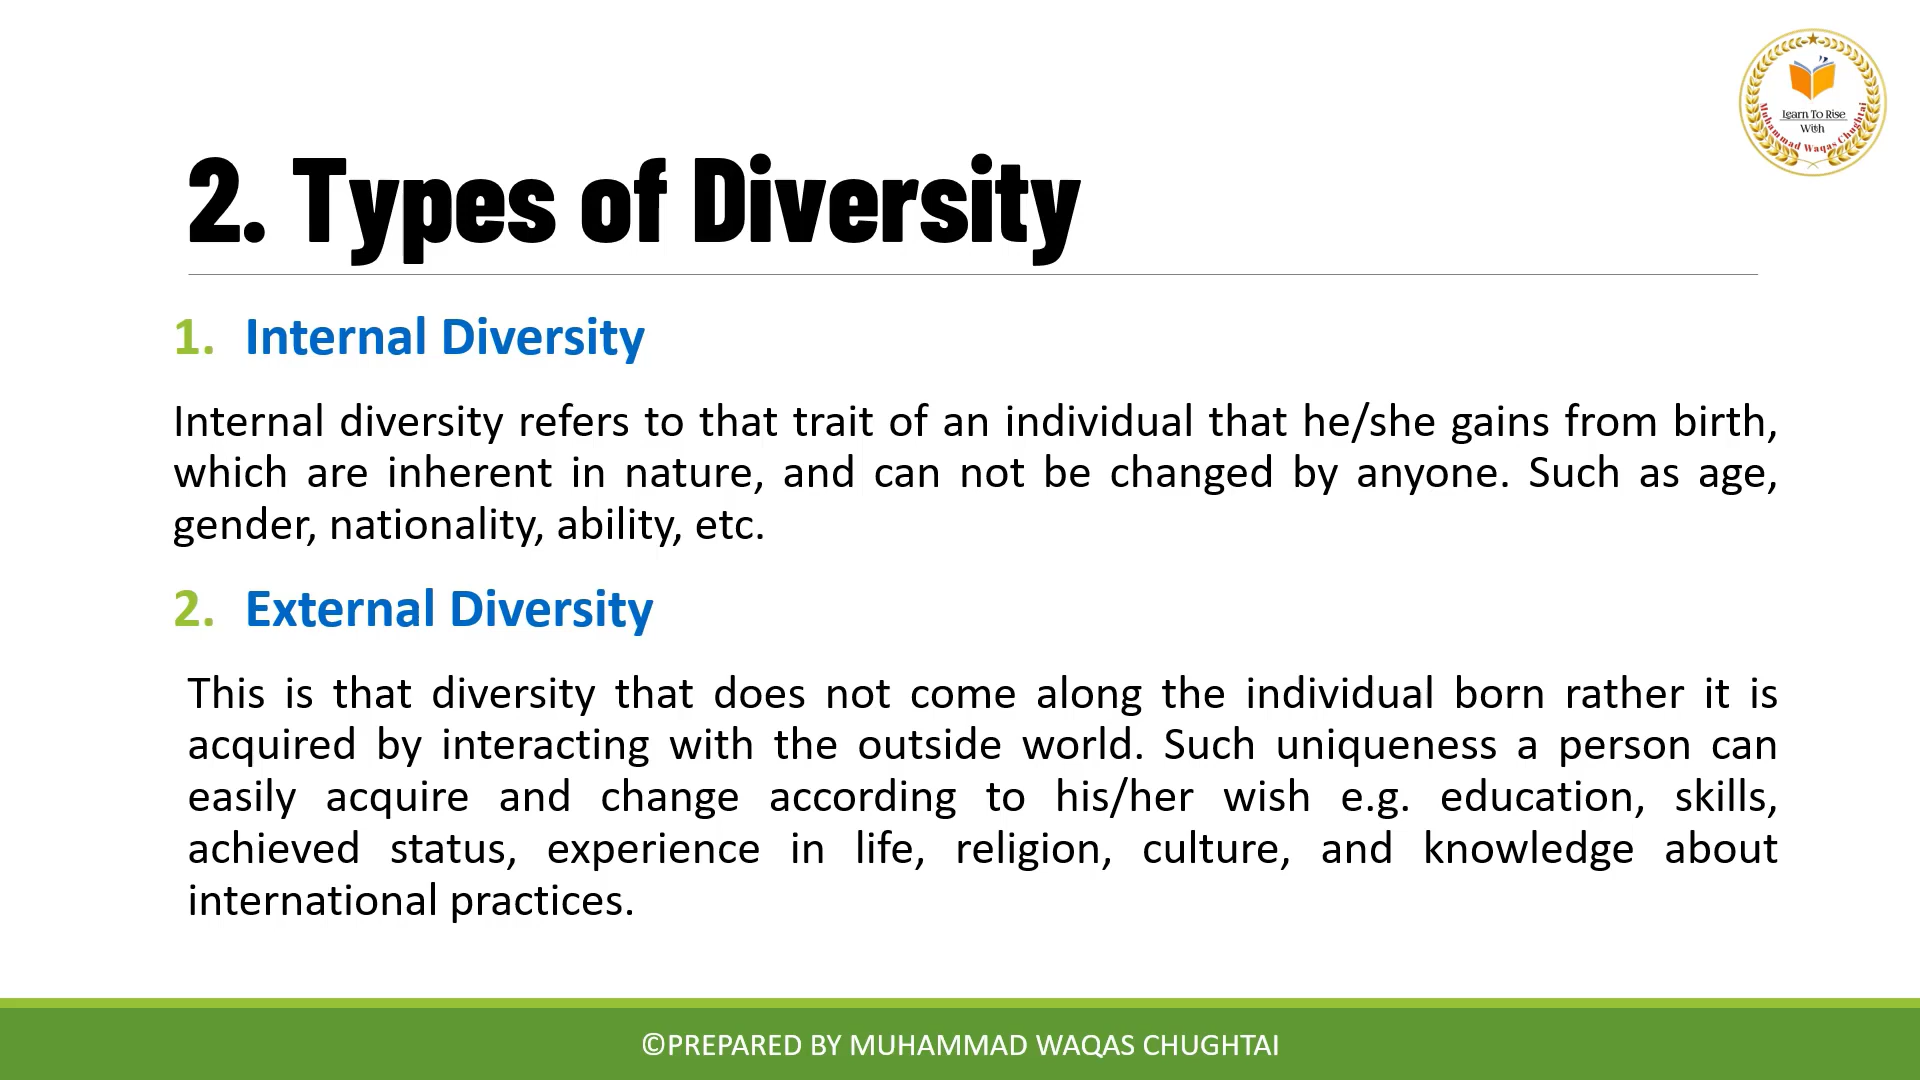 Learn To Rise
With
Muhammad Waqas Chughtai
2. Types of Diversity
1. Internal Diversity
Internal diversity refers to that trait of an individual that he/she gains from birth,
which are inherent in nature, and can not be changed by anyone. Such as age,
gender, nationality, ability, etc.
2. External Diversity
This is that diversity that does not come along the individual born rather it is
acquired by interacting with the outside world. Such uniqueness a person can
easily acquire and change according to his/her wish e.g. education, skills,
achieved status, experience in life, religion, culture, and knowledge about
international practices.
©PREPARED BY MUHAMMAD WAQAS CHUGHTAI